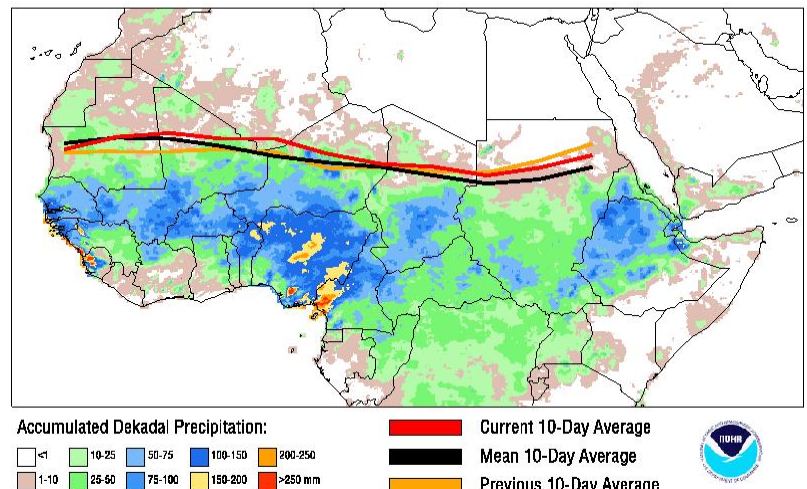 Accumulated Dekadal Precipitation:
<1
10-25
50-75
100-150
200-250
1-10
25-50
75-100
150-200
>250 mm
Current 10-Day Average
Mean 10-Day Average
Previous 10-Day Average
NOAA